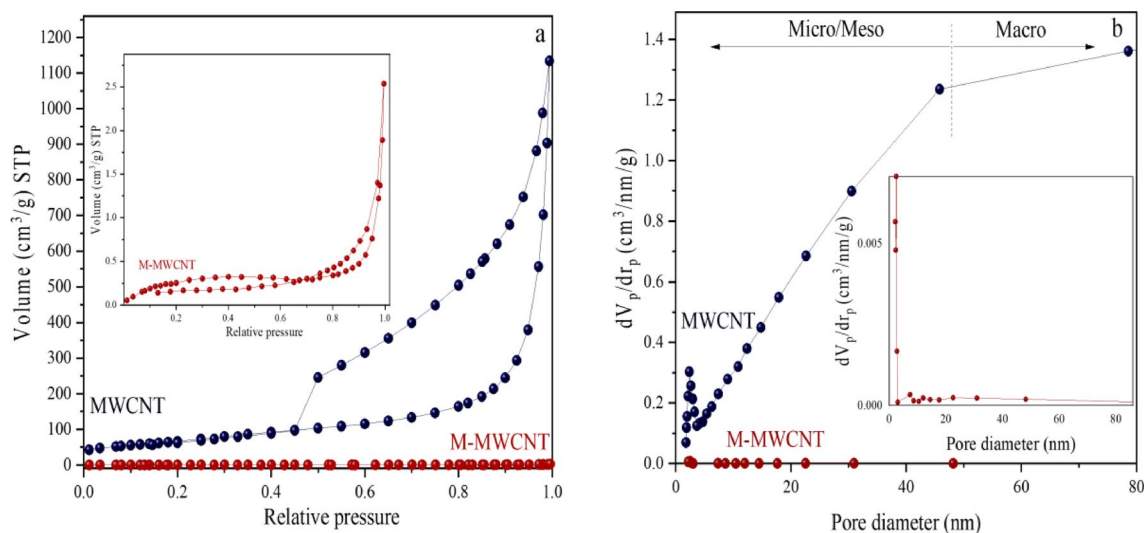 a
Volume (cm³/g) STP
1200
1100
1000
900
800
700
600
500
400
300
200
100
0
0.0 0.2 0.4 0.6 0.8 1.0
Relative pressure
MWCNT
M-MWCNT
Volume (cm³/g) STP
2.5
2.0
1.5
1.0
0.5
0.0
M-MWCNT
0.2 0.4 0.6 0.8 1.0
Relative pressure
b
Micro/Meso Macro
dVp/drp (cm³/nm/g)
1.4
1.2
1.0
0.8
0.6
0.4
0.2
0.0
0 20 40 60 80
Pore diameter (nm)
MWCNT
M-MWCNT
dVp/drp (cm³/nm/g)
0.005
0.000
0 20 40 60 80
Pore diameter (nm)